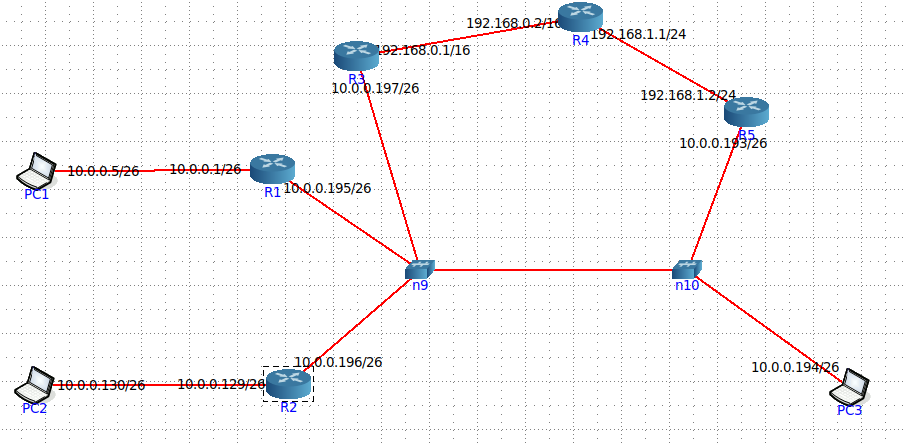 192.168.0.2/16
R4
192.168.1.1/24
192.168.0.1/16
R3
10.0.0.197/26
192.168.1.2/24
R5
10.0.0.193/26
10.0.0.5/26
10.0.0.1/26
PC1
R1
10.0.0.195/26
n9
n10
10.0.0.196/26
10.0.0.194/26
10.0.0.130/26
10.0.0.129/26
PC2
R2
PC3